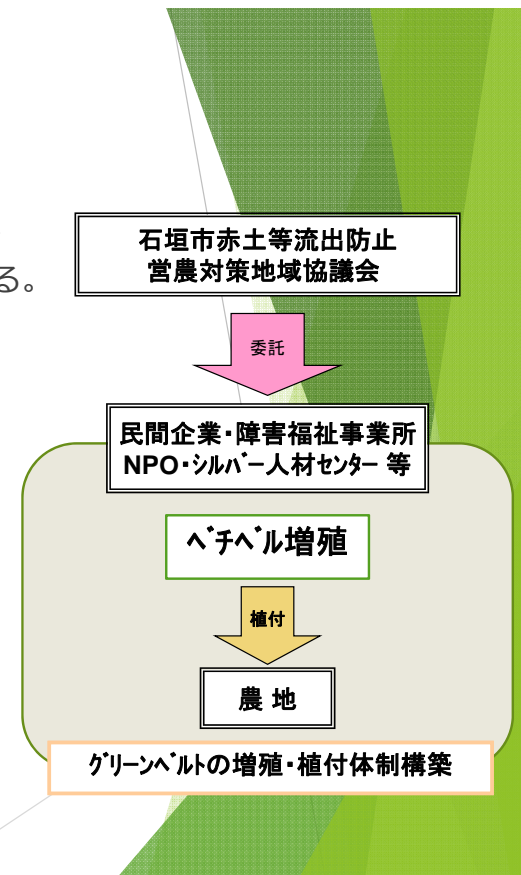 石垣市赤土等流出防止
営農対策地域協議会
る。
委託
民間企業・障害福祉事業所
NPO・ｼﾙﾊﾞｰ人材ｾﾝﾀｰ 等
ﾍﾞﾁﾍﾞﾙ増殖
植付
農 地
ｸﾞﾘｰﾝﾍﾞﾙﾄの増殖・植付体制構築